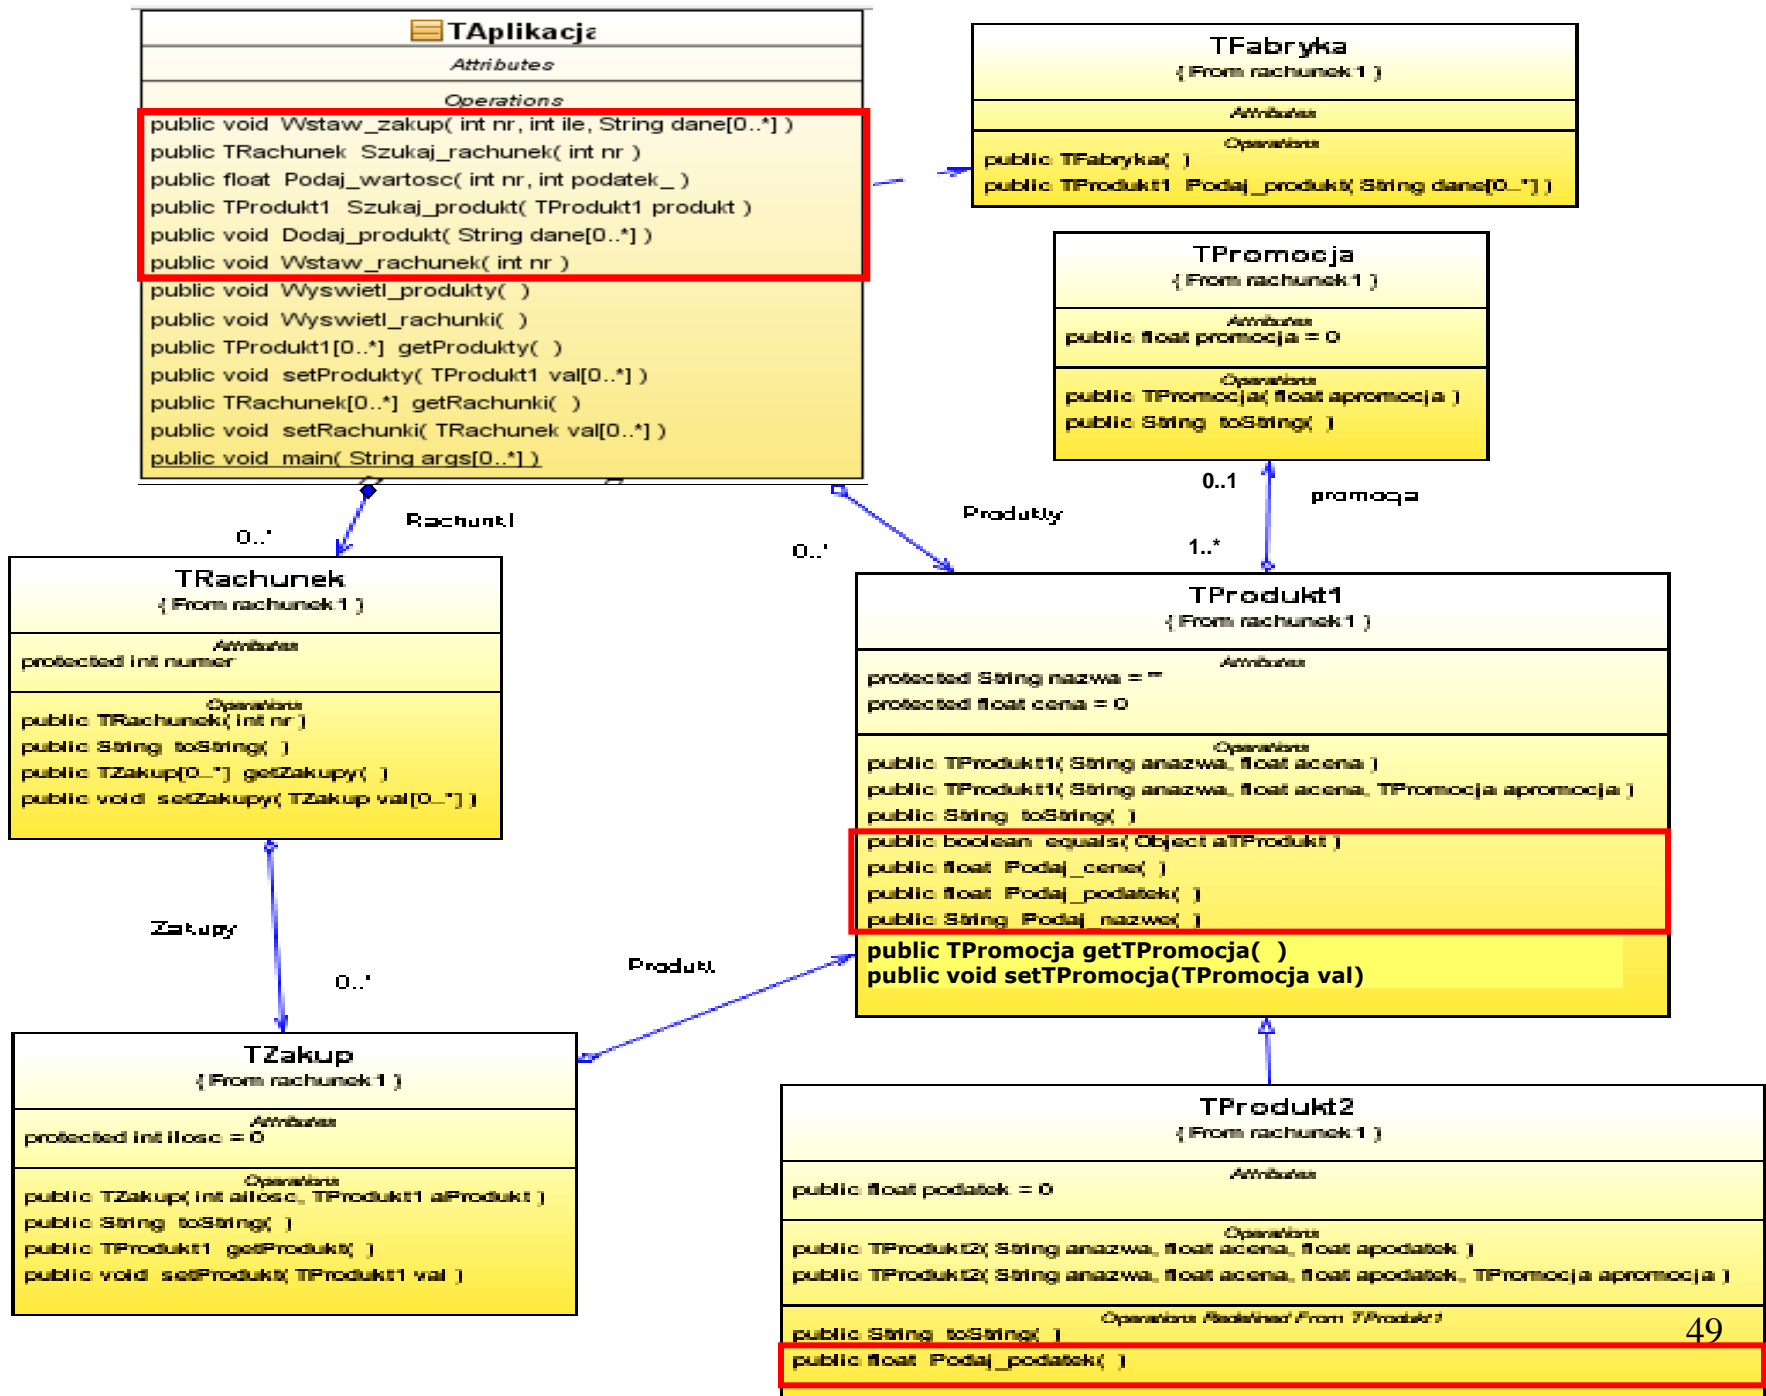 TAplikacja
Attributes
Operations
public void Wstaw_zakup( int nr, int ile, String dane[0..*] )
public TRachunek Szukaj_rachunek( int nr )
public float Podaj_wartosc( int nr, int podatek_ )
public TProdukt1 Szukaj_produkt( TProdukt1 produkt )
public void Dodaj_produkt( String dane[0..*] )
public void Wstaw_rachunek( int nr )
public void Wyswietl_produkty( )
public void Wyswietl_rachunki( )
public TProdukt1[0..*] getProdukty( )
public void setProdukty( TProdukt1 val[0..*] )
public TRachunek[0..*] getRachunki( )
public void setRachunki( TRachunek val[0..*] )
public void main( String args[0..*] )
TFabryka
{ From rachunek1 }
Attributes
Operations
public TFabryka( )
public TProdukt1 Podaj_produkt( String dane[0..*] )
TPromocja
{ From rachunek1 }
Attributes
public float promocja = 0
Operations
public TPromocja( float apromocja )
public String toString( )
0..1
promocja
1..*
Rachunki
0..*
Produkty
0..*
TRachunek
{ From rachunek1 }
Attributes
protected int numer
Operations
public TRachunek( int nr )
public String toString( )
public TZakup[0..*] getZakupy( )
public void setZakupy( TZakup val[0..*] )
TProdukt1
{ From rachunek1 }
Attributes
protected String nazwa = ""
protected float cena = 0
Operations
public TProdukt1( String anazwa, float acena )
public TProdukt1( String anazwa, float acena, TPromocja apromocja )
public String toString( )
public boolean equals( Object aTProdukt )
public float Podaj_cene( )
public float Podaj_podatek( )
public String Podaj_nazwe( )
public TPromocja getTPromocja( )
public void setTPromocja(TPromocja val)
Zakupy
0..*
Produkt
TZakup
{ From rachunek1 }
Attributes
protected int ilosc = 0
Operations
public TZakup( int ailosc, TProdukt1 aProdukt )
public String toString( )
public TProdukt1 getProdukt( )
public void setProdukt( TProdukt1 val )
TProdukt2
{ From rachunek1 }
Attributes
public float podatek = 0
Operations
public TProdukt2( String anazwa, float acena, float apodatek )
public TProdukt2( String anazwa, float acena, float apodatek, TPromocja apromocja )
Operations Redefined From TProdukt1
public String toString( )
public float Podaj_podatek( )
49